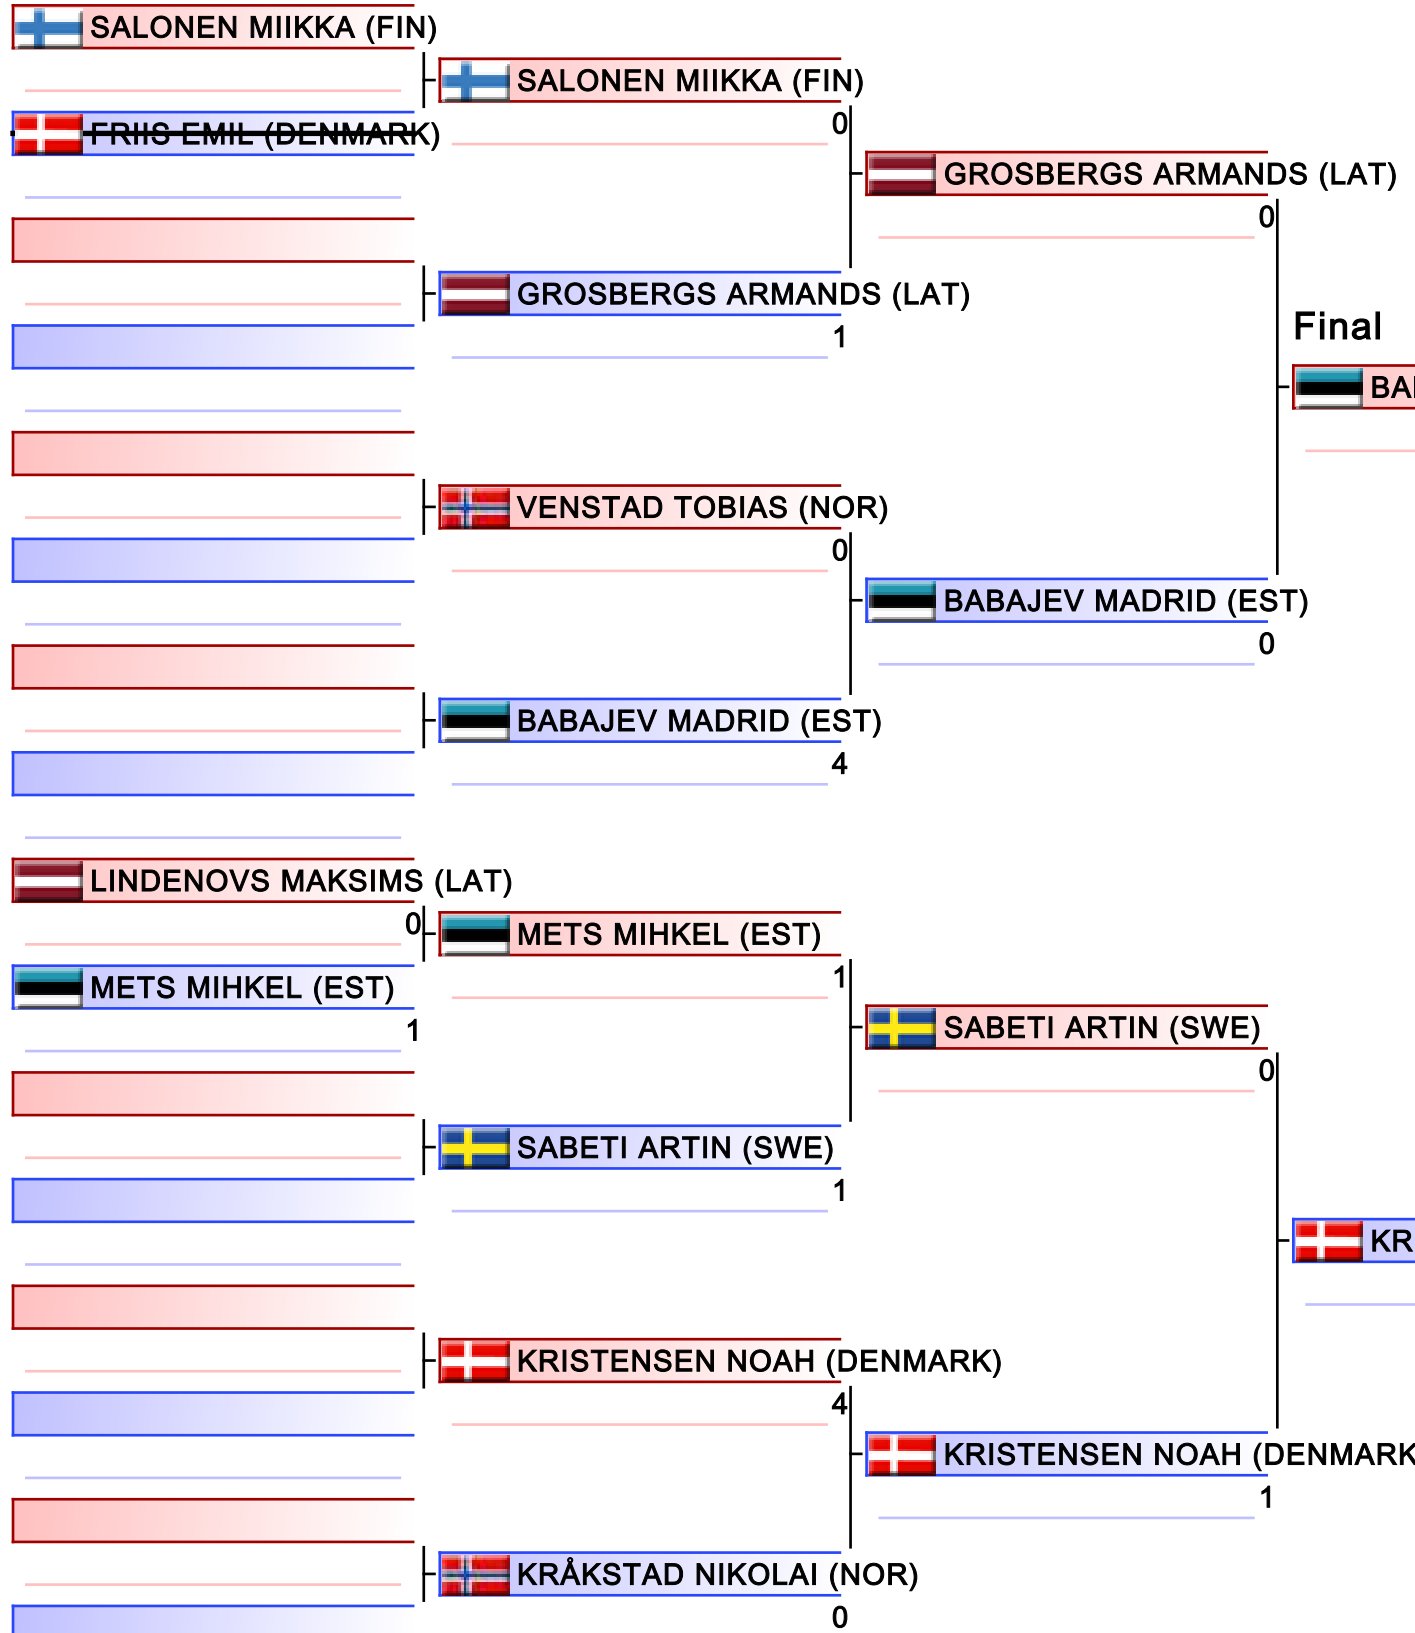 SALONEN MIIKKA (FIN)
SALONEN MIIKKA (FIN)
0
FRIIS EMIL (DENMARK)
GROSBERGS ARMANDS (LAT)
0
GROSBERGS ARMANDS (LAT)
1
Final
BA
VENSTAD TOBIAS (NOR)
0
BABAJEV MADRID (EST)
0
BABAJEV MADRID (EST)
4
LINDENOVS MAKSIMS (LAT)
0
METS MIHKEL (EST)
1
METS MIHKEL (EST)
1
SABETI ARTIN (SWE)
0
SABETI ARTIN (SWE)
1
KR
KRISTENSEN NOAH (DENMARK)
4
KRISTENSEN NOAH (DENMARK
1
KRÅKSTAD NIKOLAI (NOR)
0